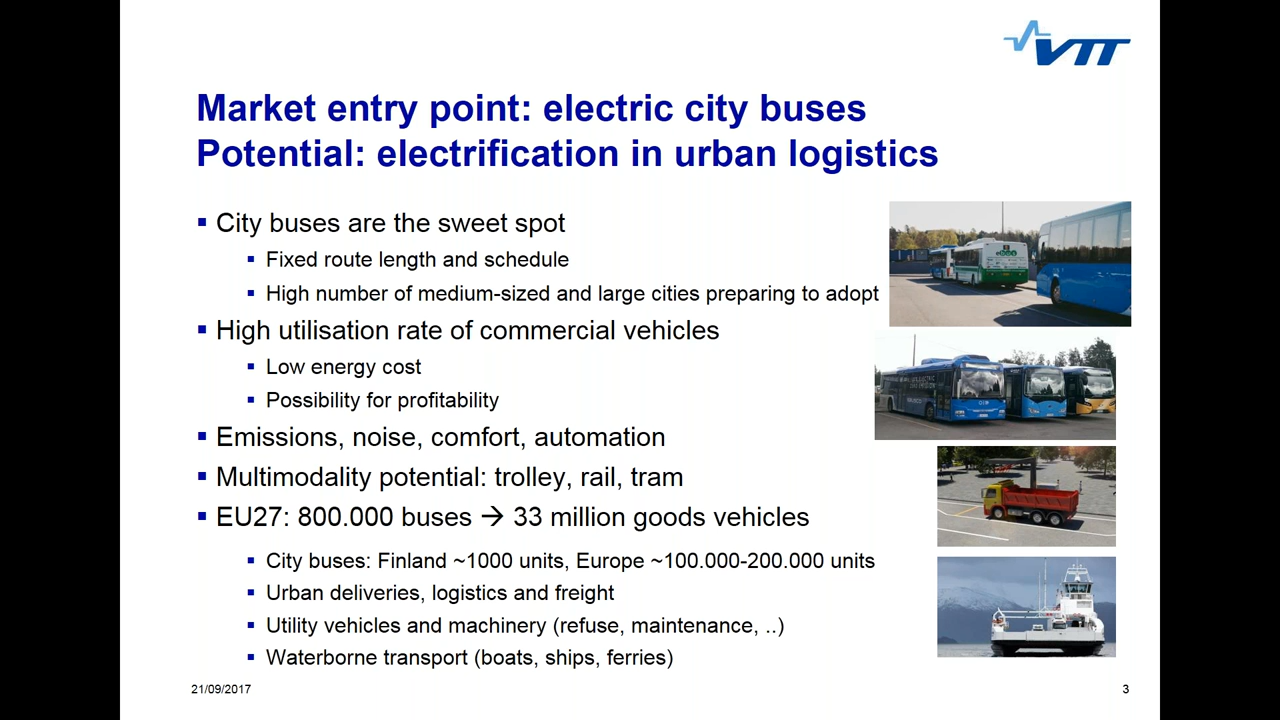 VTT
Market entry point: electric city buses
Potential: electrification in urban logistics
▪ City buses are the sweet spot
▪ Fixed route length and schedule
▪ High number of medium-sized and large cities preparing to adopt
▪ High utilisation rate of commercial vehicles
▪ Low energy cost
▪ Possibility for profitability
▪ Emissions, noise, comfort, automation
▪ Multimodality potential: trolley, rail, tram
▪ EU27: 800.000 buses → 33 million goods vehicles
▪ City buses: Finland ~1000 units, Europe ~100.000-200.000 units
▪ Urban deliveries, logistics and freight
▪ Utility vehicles and machinery (refuse, maintenance, ..)
▪ Waterborne transport (boats, ships, ferries)
21/09/2017
3